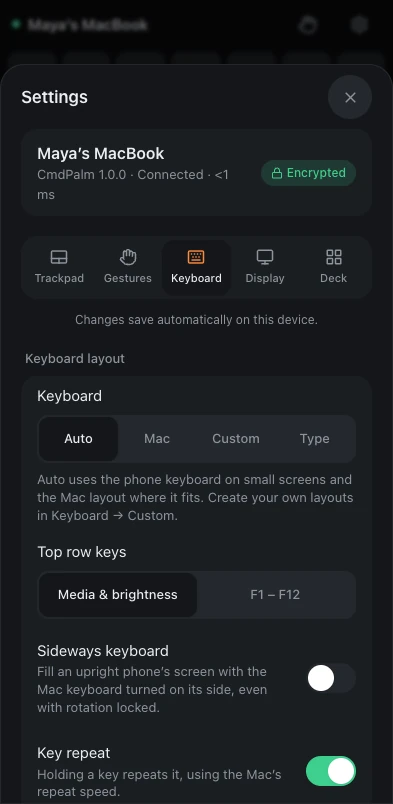 Maya's MacBook
Settings
Maya's MacBook
CmdPalm 1.0.0 · Connected · <1
ms
Encrypted
Trackpad
Gestures
Keyboard
Display
Deck
Changes save automatically on this device.
Keyboard layout
Keyboard
Auto
Mac
Custom
Type
Auto uses the phone keyboard on small screens and
the Mac layout where it fits. Create your own layouts
in Keyboard → Custom.
Top row keys
Media & brightness
F1 – F12
Sideways keyboard
Fill an upright phone's screen with the
Mac keyboard turned on its side, even
with rotation locked.
Key repeat
Holding a key repeats it, using the Mac's
repeat speed.